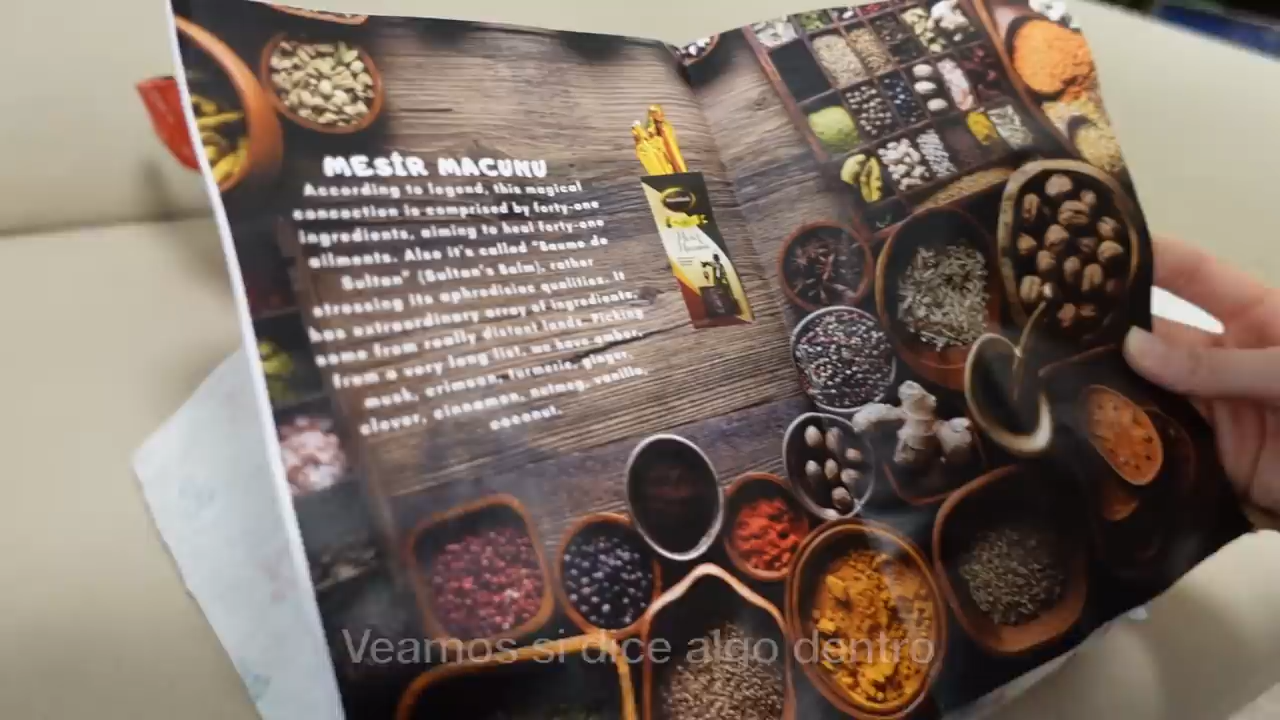 MESİR MACUNU
According to legend, this magical
concoction is comprised by forty-one
ingredients, aiming to heal forty-one
ailments. Also it's called "Baume de
Sultan" (Sultan's Balm), rather
stressing its aphrodisiac qualities. It
has extraordinary array of ingredients,
some from really distant lands. Picking
from a very long list, we have amber,
musk, crimson, turmeric, ginger,
clover, cinnamon, nutmeg, vanilla,
coconut.
Veamos si dice algo dentro